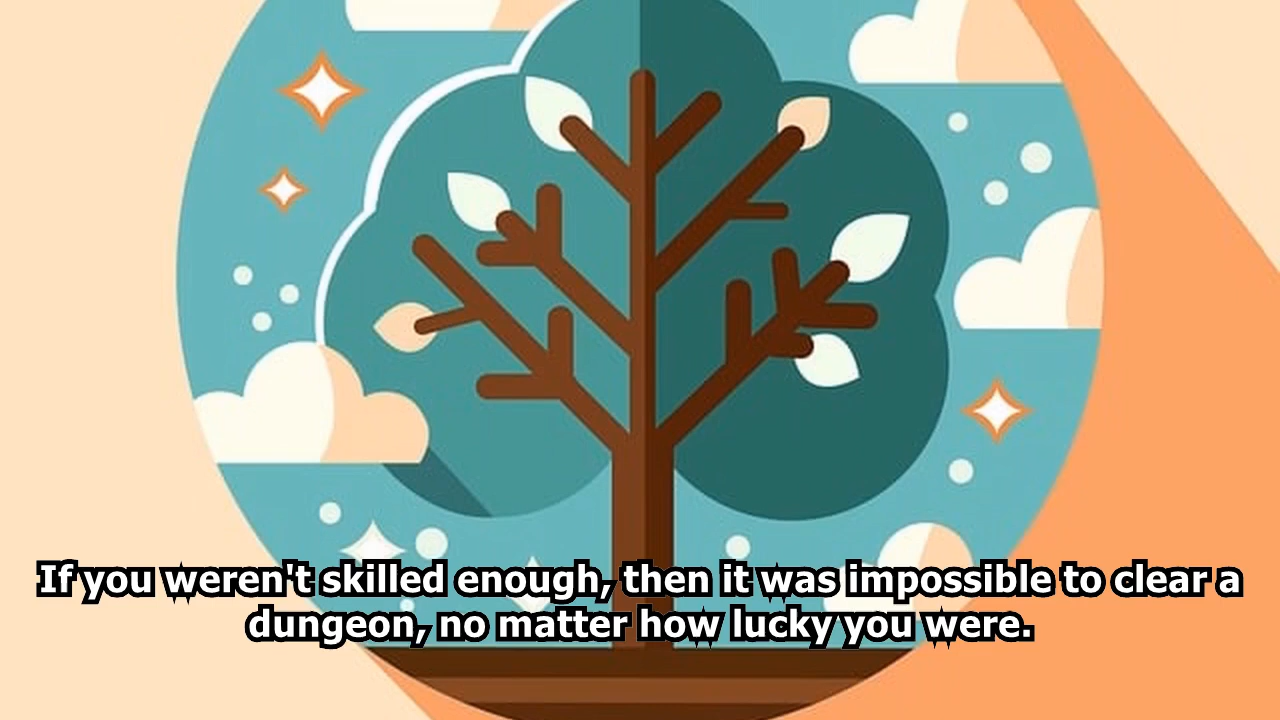 If you weren't skilled enough, then it was impossible to clear a
dungeon, no matter how lucky you were.